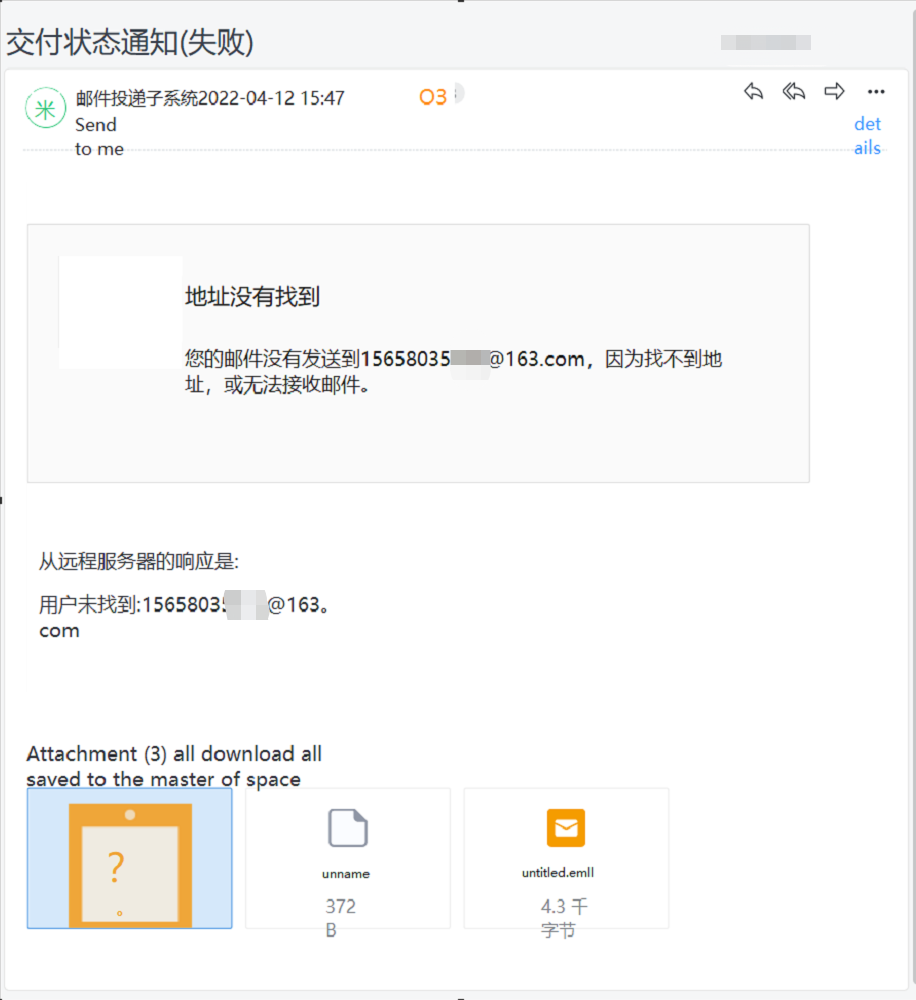 交付状态通知(失败)
米
邮件投递子系统2022-04-12 15:47
O3
Send
to me
det
ails
地址没有找到
您的邮件没有发送到15658035@163.com，因为找不到地
址，或无法接收邮件。
从远程服务器的响应是:
用户未找到:1565803@163。
com
Attachment (3) all download all
saved to the master of space
?
unname
372
B
untitled.emll
4.3 千
字节